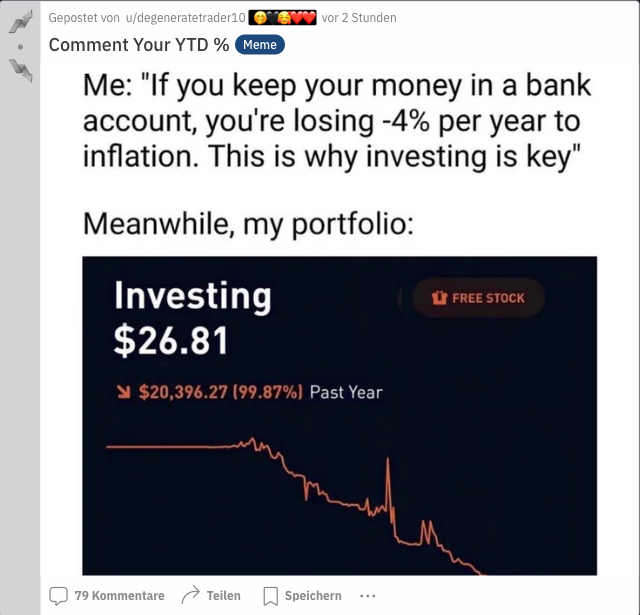 Gepostet von u/degeneratetrader10 vor 2 Stunden
Comment Your YTD % Meme
Me: "If you keep your money in a bank
account, you're losing -4% per year to
inflation. This is why investing is key"
Meanwhile, my portfolio:
Investing
FREE STOCK
$26.81
$20,396.27 (99.87%) Past Year
79 Kommentare Teilen Speichern